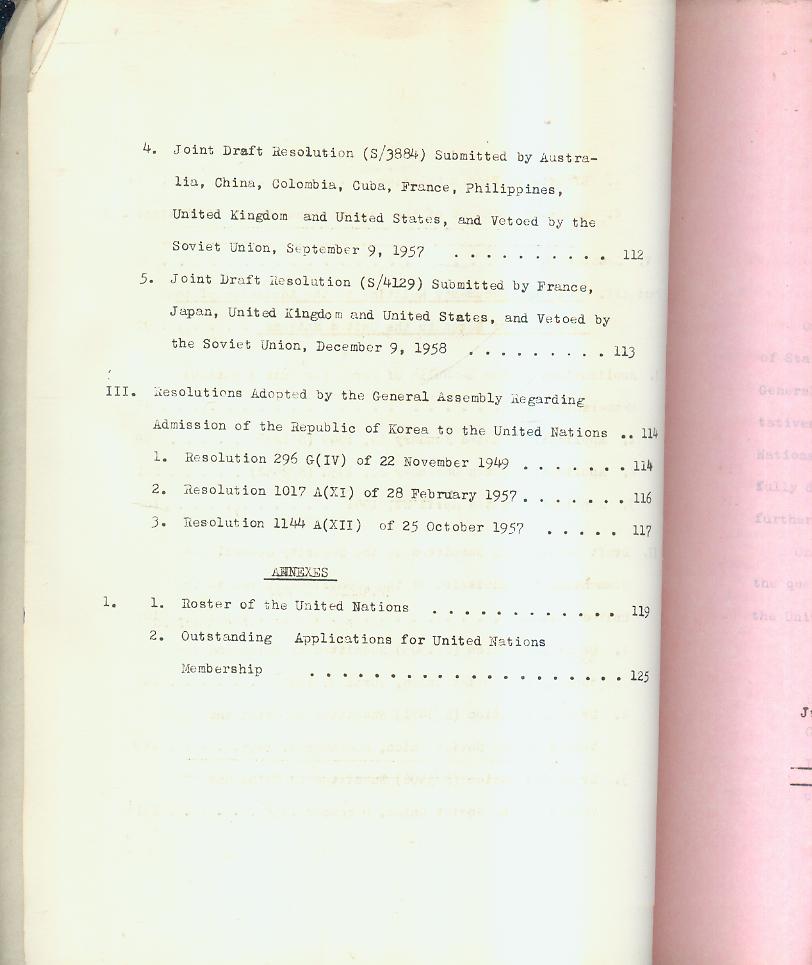 4. Joint Draft Resolution (S/3884) Submitted by Austra-
lia, China, Colombia, Cuba, France, Philippines,
United Kingdom and United States, and Vetoed by the
Soviet Union, September 9, 1957 . . . . . . . . . . 112
5. Joint Draft Resolution (S/4129) Submitted by France,
Japan, United Kingdom and United States, and Vetoed by
the Soviet Union, December 9, 1958 . . . . . . . . . 113
III. Resolutions Adopted by the General Assembly Regarding
Admission of the Republic of Korea to the United Nations .. 114
1. Resolution 296 G(IV) of 22 November 1949 . . . . . . . 114
2. Resolution 1017 A(XI) of 28 February 1957 . . . . . . . 116
3. Resolution 1144 A(XII) of 25 October 1957 . . . . . 117
ANNEXES
1. 1. Roster of the United Nations . . . . . . . . . . . . 119
2. Outstanding Applications for United Nations
Membership . . . . . . . . . . . . . . . . . . . 125